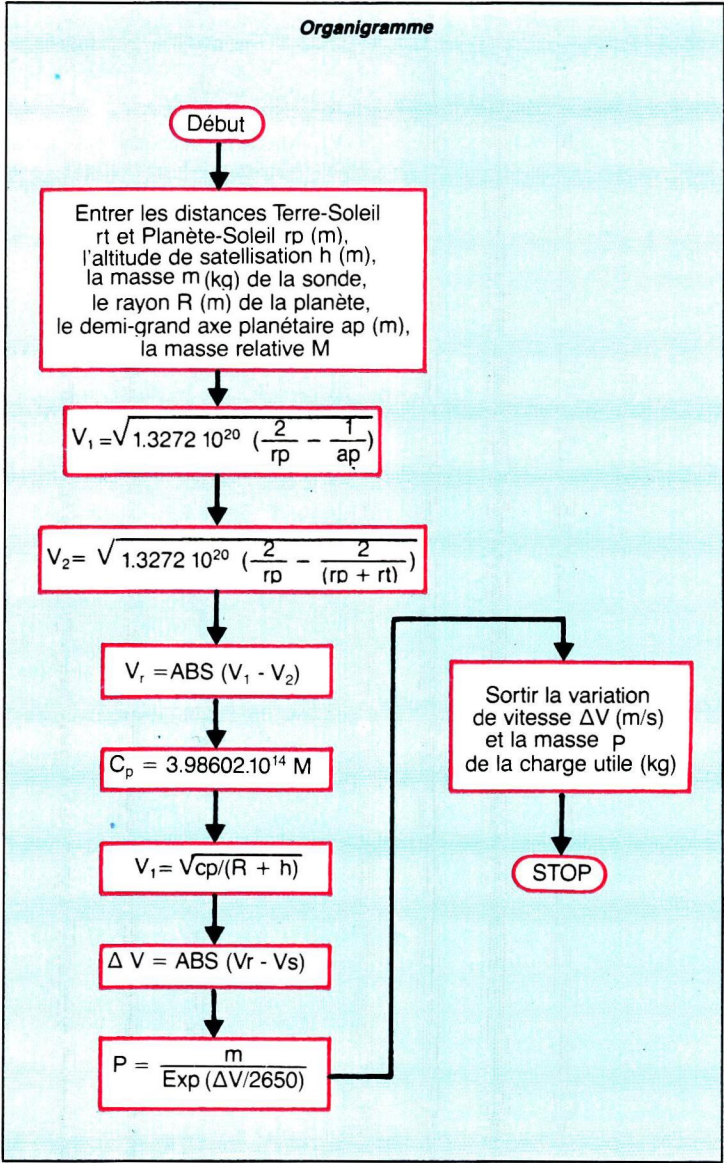 Organigramme
Début
Entrer les distances Terre-Soleil
rt et Planète-Soleil rp (m),
l'altitude de satellisation h (m),
la masse m (kg) de la sonde,
le rayon R (m) de la planète,
le demi-grand axe planétaire ap (m),
la masse relative M
V₁ = √(1.3272 10²⁰ (2/rp − 1/ap))
V₂ = √(1.3272 10²⁰ (2/rp − 2/(rp + rt)))
Vᵣ = ABS (V₁ - V₂)
Cₚ = 3.98602.10¹⁴ M
V₁ = √cp/(R + h)
Δ V = ABS (Vr - Vs)
P = m / Exp (ΔV/2650)
Sortir la variation
de vitesse ΔV (m/s)
et la masse P
de la charge utile (kg)
STOP